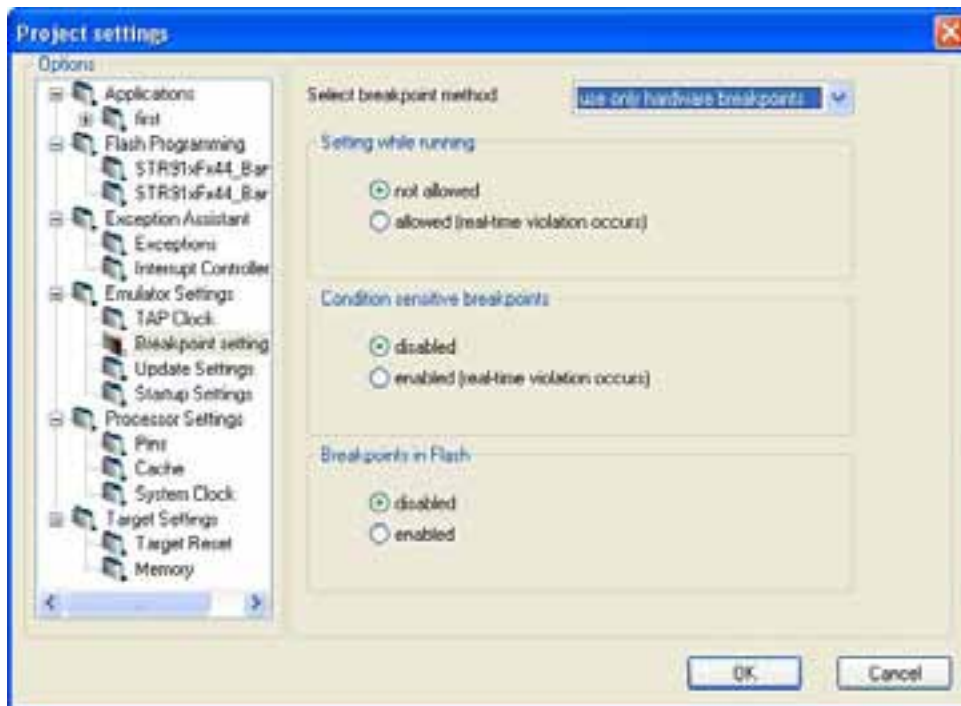 Project settings
Options
Applications
first
Flash Programming
STR91xFx44_Bar
STR91xFx44_Bar
Exception Assistant
Exceptions
Interrupt Controller
Emulator Settings
TAP Clock
Breakpoint setting
Update Settings
Startup Settings
Processor Settings
Pins
Cache
System Clock
Target Settings
Target Reset
Memory
Select breakpoint method
use only hardware breakpoints
Setting while running
not allowed
allowed (real-time violation occurs)
Condition sensitive breakpoints
disabled
enabled (real-time violation occurs)
Breakpoints in Flash
disabled
enabled
OK
Cancel